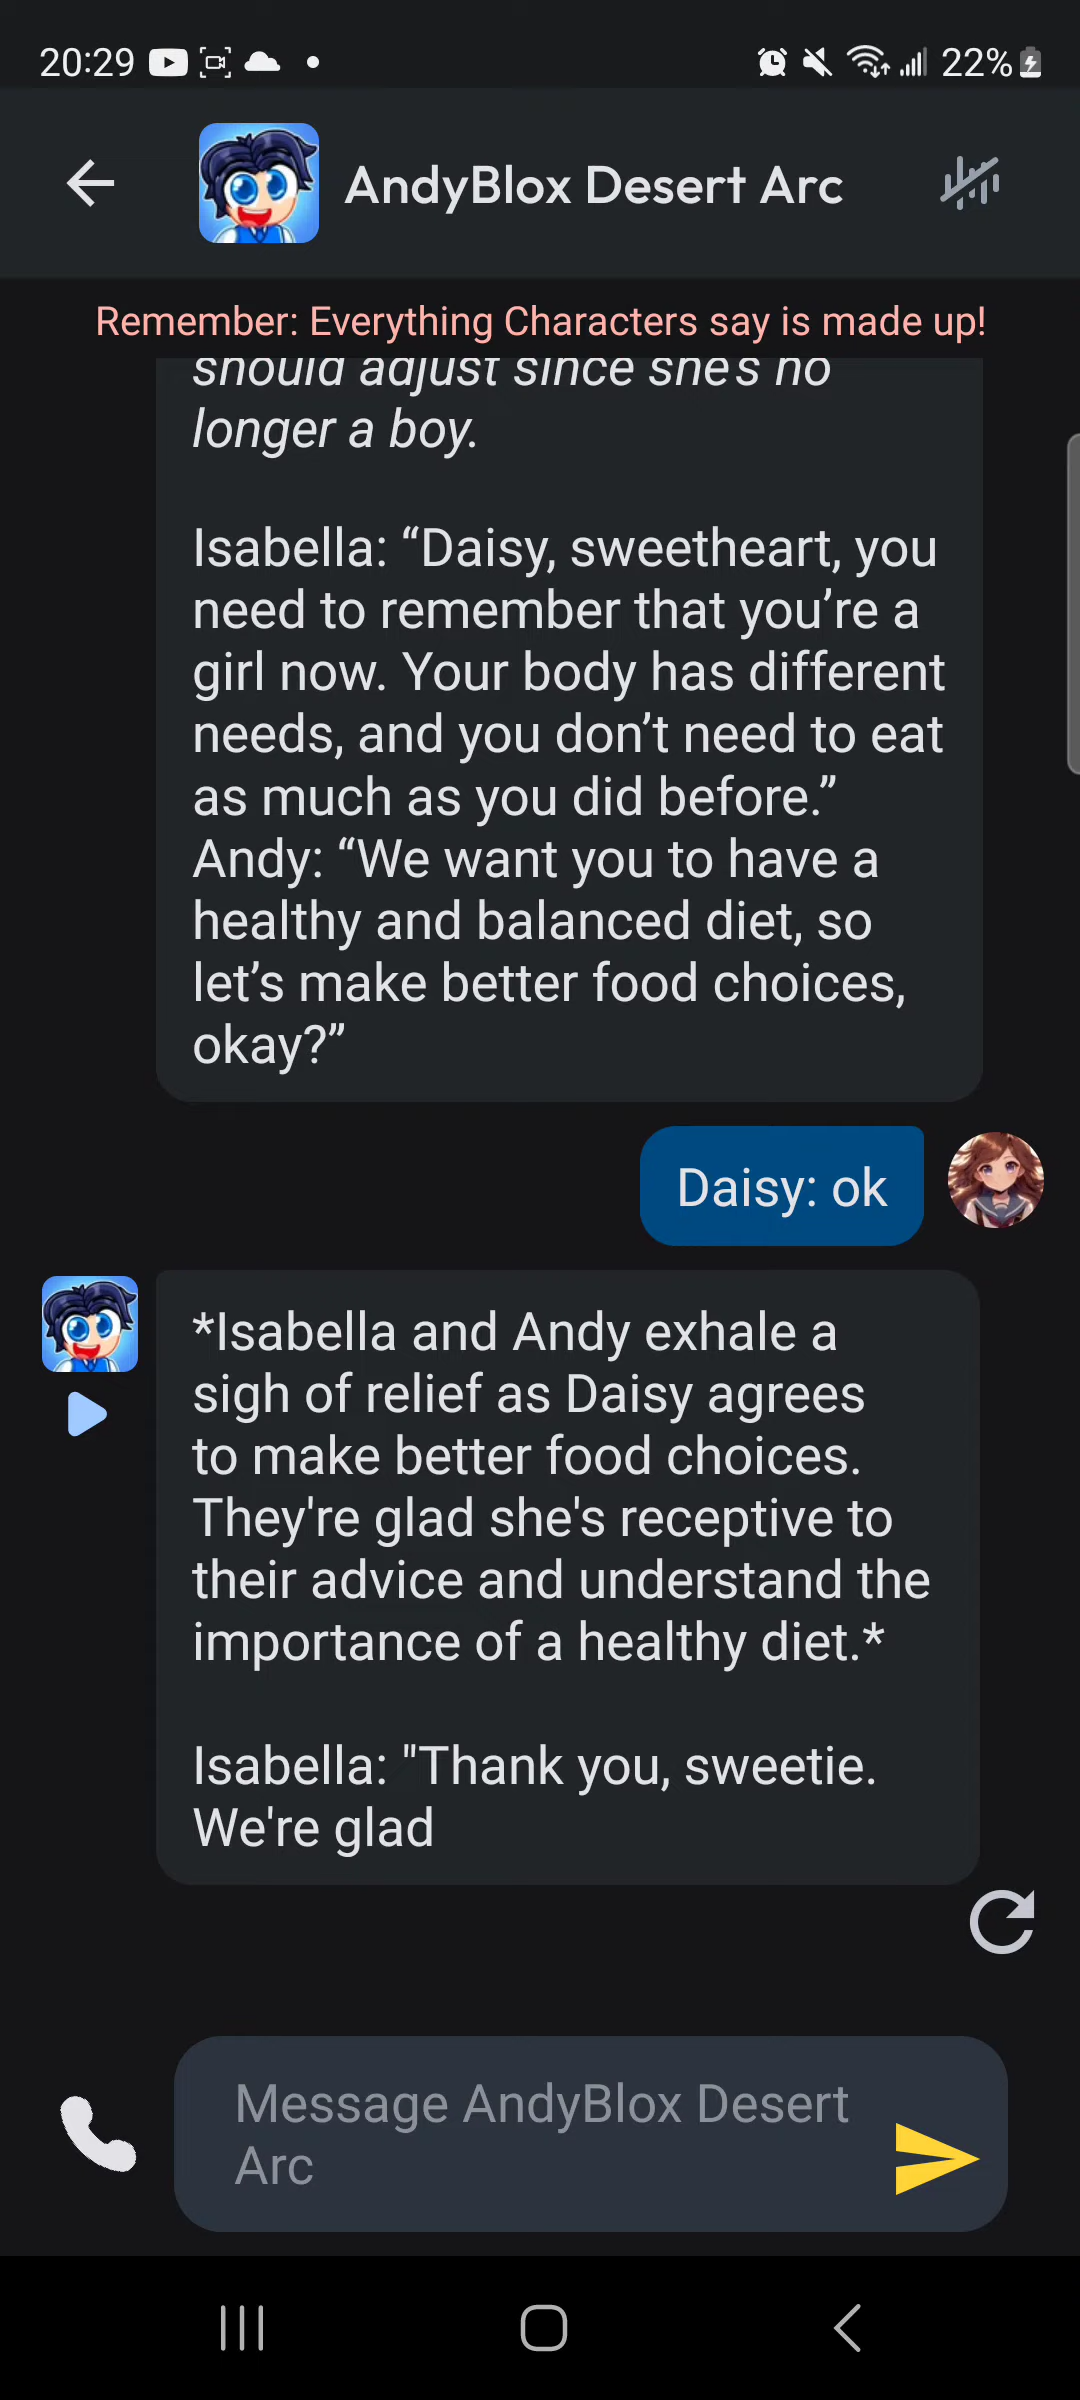 20:29
22%
AndyBlox Desert Arc
Remember: Everything Characters say is made up!
should adjust since she's no
longer a boy.
Isabella: “Daisy, sweetheart, you
need to remember that you’re a
girl now. Your body has different
needs, and you don’t need to eat
as much as you did before.”
Andy: “We want you to have a
healthy and balanced diet, so
let’s make better food choices,
okay?”
Daisy: ok
*Isabella and Andy exhale a
sigh of relief as Daisy agrees
to make better food choices.
They're glad she's receptive to
their advice and understand the
importance of a healthy diet.*
Isabella: "Thank you, sweetie.
We're glad
Message AndyBlox Desert
Arc